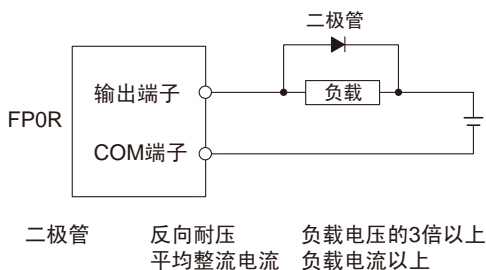 二极管
输出端子
负载
FP0R
COM端子
二极管 反向耐压 负载电压的3倍以上
平均整流电流 负载电流以上